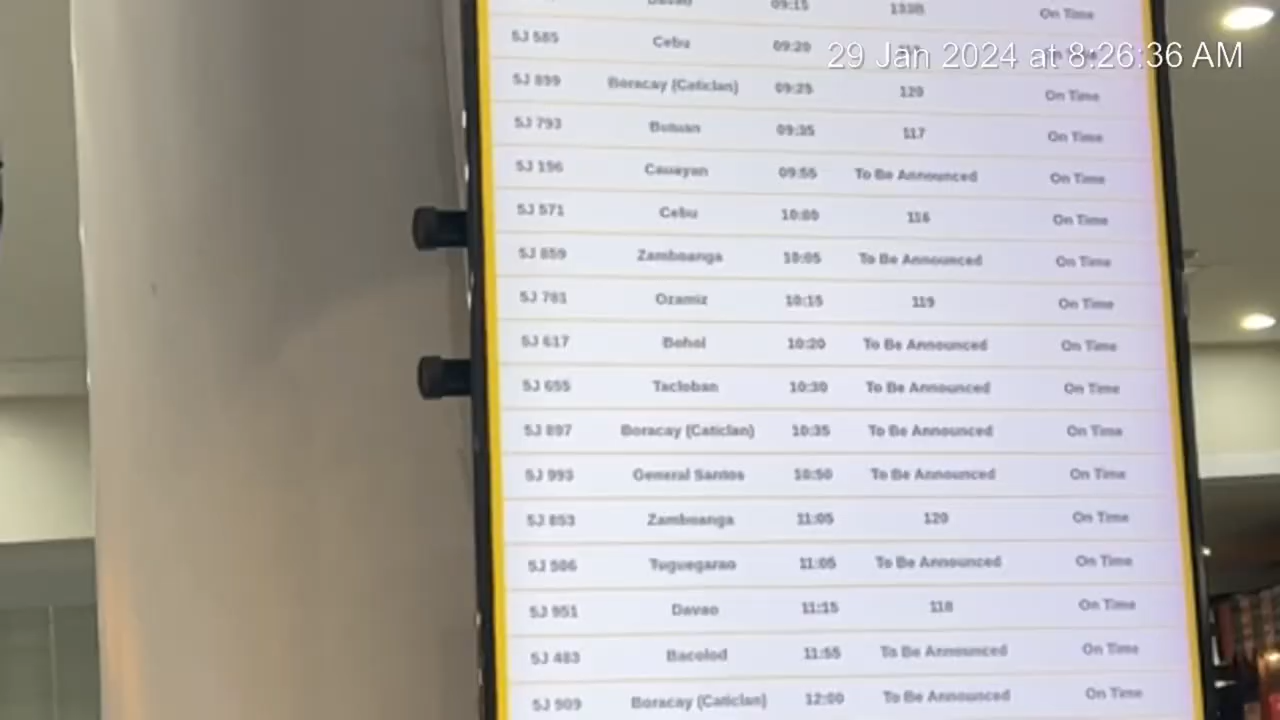 Davao 09:15 On Time
5J 585 Cebu 09:20
29 Jan 2024 at 8:26:36 AM
5J 899 Boracay (Caticlan) 09:25 120 On Time
5J 793 Butuan 09:35 117 On Time
5J 196 Cauayan 09:55 To Be Announced On Time
5J 571 Cebu 10:00 116 On Time
5J 859 Zamboanga 10:05 To Be Announced On Time
5J 781 Ozamiz 10:15 119 On Time
5J 617 Bohol 10:20 To Be Announced On Time
5J 655 Tacloban 10:30 To Be Announced On Time
5J 897 Boracay (Caticlan) 10:35 To Be Announced On Time
5J 993 General Santos 10:50 To Be Announced On Time
5J 853 Zamboanga 11:05 120 On Time
5J 506 Tuguegarao 11:05 To Be Announced On Time
5J 951 Davao 11:15 118 On Time
5J 483 Bacolod 11:55 To Be Announced On Time
5J 909 Boracay (Caticlan) 12:00 To Be Announced On Time